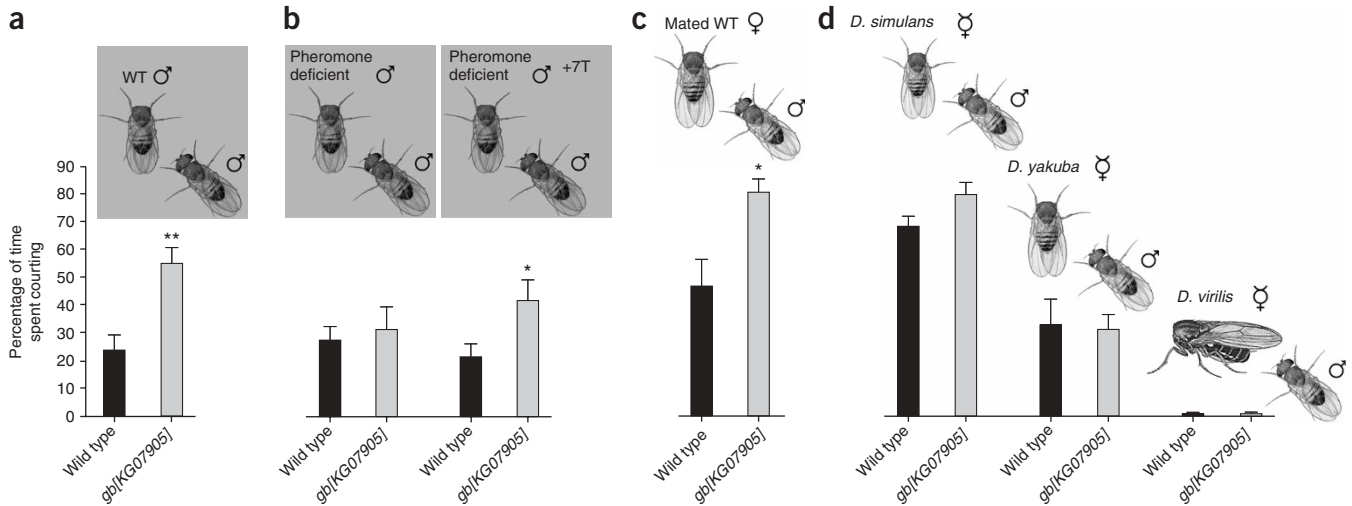 a
WT ♂
♂
Percentage of time
spent courting
90
80
70
60
50
40
30
20
10
0
**
Wild type
gb[KG07905]
b
Pheromone
deficient ♂
♂
Pheromone
deficient ♂ +7T
♂
*
Wild type
gb[KG07905]
Wild type
gb[KG07905]
c
Mated WT ♀
♂
*
Wild type
gb[KG07905]
d
D. simulans ☿
♂
D. yakuba ☿
♂
D. virilis ☿
♂
Wild type
gb[KG07905]
Wild type
gb[KG07905]
Wild type
gb[KG07905]